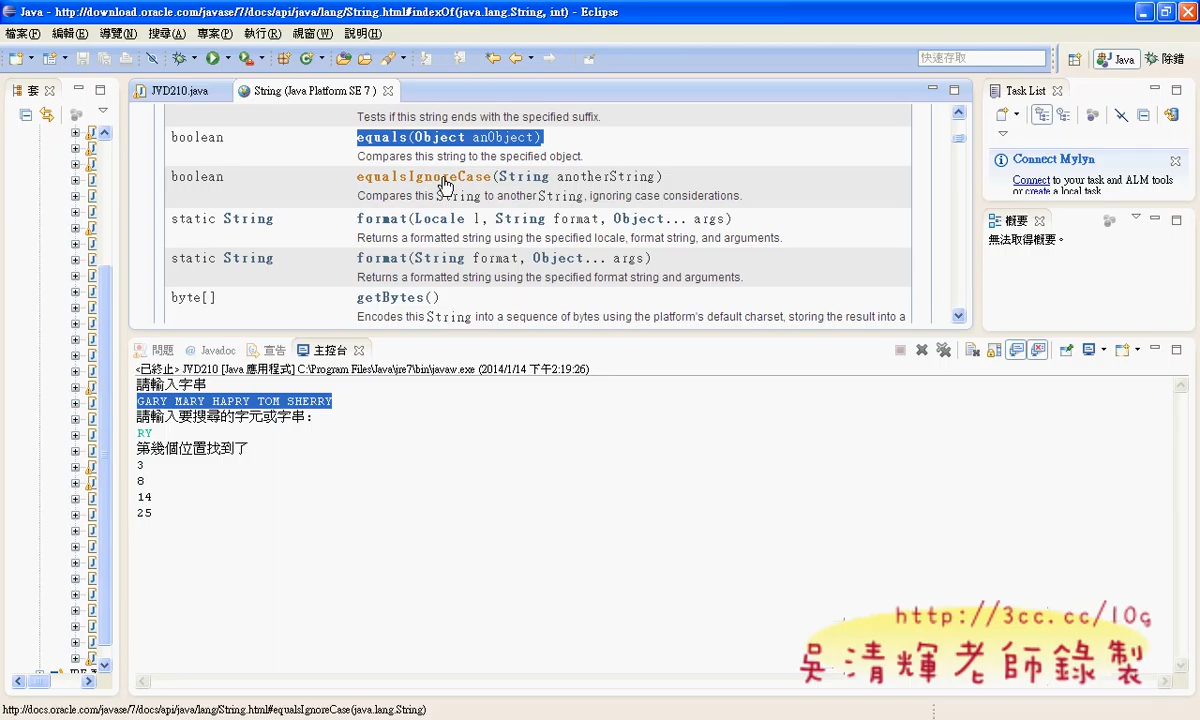 Java - http://download.oracle.com/javase/7/docs/api/java/lang/String.html#indexOf(java.lang.String, int) - Eclipse
檔案(F) 編輯(E) 導覽(N) 搜尋(A) 專案(P) 執行(R) 視窗(W) 說明(H)
快速存取
Java
除錯
套
JVD210.java
String (Java Platform SE 7 )
Task List
Tests if this string ends with the specified suffix.
boolean equals(Object anObject)
Compares this string to the specified object.
boolean equalsIgnoreCase(String anotherString)
Compares this String to another String, ignoring case considerations.
static String format(Locale l, String format, Object... args)
Returns a formatted string using the specified locale, format string, and arguments.
static String format(String format, Object... args)
Returns a formatted string using the specified format string and arguments.
byte[] getBytes()
Encodes this String into a sequence of bytes using the platform's default charset, storing the result into a
Connect Mylyn
Connect to your task and ALM tools
or create a local task.
概要
無法取得概要。
問題 @ Javadoc 宣告 主控台
<已終止> JVD210 [Java 應用程式] C:\Program Files\Java\jre7\bin\javaw.exe (2014/1/14 下午2:19:26)
請輸入字串
GARY MARY HAPRY TOM SHERRY
請輸入要搜尋的字元或字串:
RY
第幾個位置找到了
3
8
14
25
http://3cc.cc/10g
吳清輝老師錄製
http://docs.oracle.com/javase/7/docs/api/java/lang/String.html#equalsIgnoreCase(java.lang.String)